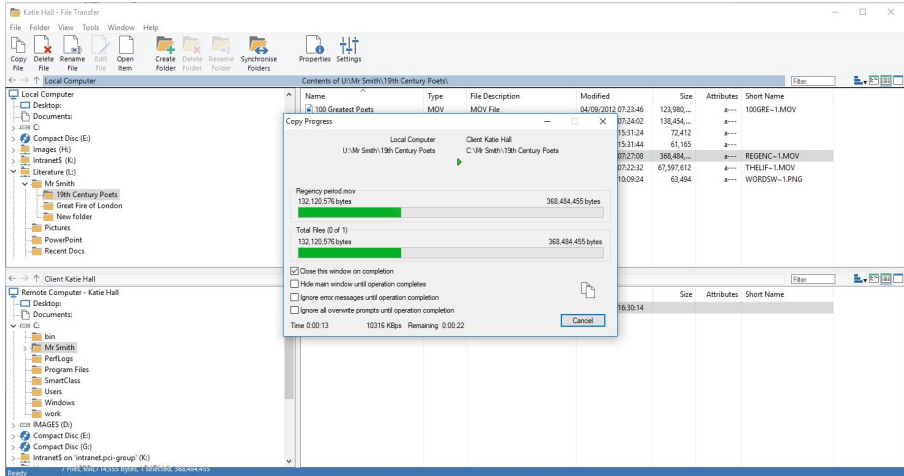 Katie Hall - File Transfer
File Folder View Tools Window Help
Copy File Delete File Rename File Edit File Open Item Create Folder Delete Folder Rename Folder Synchronise Folders Properties Settings
Local Computer Contents of U:\Mr Smith\19th Century Poets\ Filter
Local Computer Name Type File Description Modified Size Attributes Short Name
Desktop: 100 Greatest Poets MOV MOV File 04/09/2012 07:23:46 123,980,... a--- 100GRE~1.MOV
Documents: 07:24:02 138,454,... a---
C: 15:31:24 72,412 a---
Compact Disc (E:) 15:31:44 61,165 a---
Images (H:) 07:27:08 368,484,... a--- REGENC~1.MOV
Intranet$ (K:) 07:22:32 67,597,612 a--- THELIF~1.MOV
Literature (L:) 10:09:24 63,494 a--- WORDSW~1.PNG
Mr Smith
19th Century Poets
Great Fire of London
New folder
Pictures
PowerPoint
Recent Docs
Copy Progress
Local Computer Client Katie Hall
U:\Mr Smith\19th Century Poets C:\Mr Smith\19th Century Poets
Regency period.mov
132,120,576 bytes 368,484,455 bytes
Total Files (0 of 1)
132,120,576 bytes 368,484,455 bytes
Close this window on completion
Hide main window until operation completes
Ignore error messages until operation completion
Ignore all overwrite prompts until operation completion
Cancel
Time 0:00:13 10316 KBps Remaining 0:00:22
Client Katie Hall Filter
Remote Computer - Katie Hall Size Attributes Short Name
Desktop: 16:30:14
Documents:
C:
bin
Mr Smith
PerfLogs
Program Files
SmartClass
Users
Windows
work
IMAGES (D:)
Compact Disc (E:)
Compact Disc (G:)
Intranet$ on 'intranet.pci-group' (K:)
Ready 7 Files, 698,714,555 bytes, 1 selected, 368,484,455